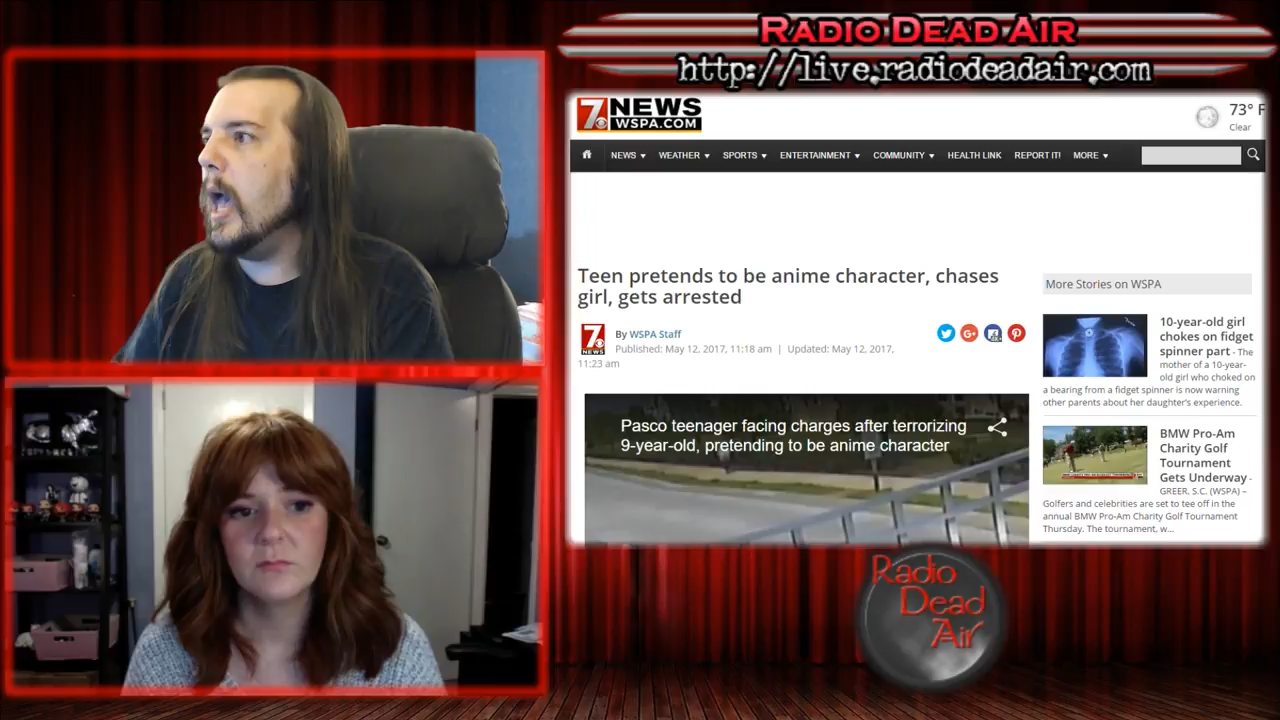 RADIO DEAD AIR
http://live.radiodeadair.com
7 NEWS
WSPA.COM
73° F
Clear
NEWS WEATHER SPORTS ENTERTAINMENT COMMUNITY HEALTH LINK REPORT IT! MORE
Teen pretends to be anime character, chases
girl, gets arrested
7
NEWS
By WSPA Staff
Published: May 12, 2017, 11:18 am | Updated: May 12, 2017,
11:23 am
Pasco teenager facing charges after terrorizing
9-year-old, pretending to be anime character
More Stories on WSPA
10-year-old girl
chokes on fidget
spinner part - The
mother of a 10-year-
old girl who choked on
a bearing from a fidget spinner is now warning
other parents about her daughter's experience.
BMW Pro-Am
Charity Golf
Tournament
Gets Underway -
GREER, S.C. (WSPA) –
Golfers and celebrities are set to tee off in the
annual BMW Pro-Am Charity Golf Tournament
Thursday. The tournament, w...
Radio
Dead
Air